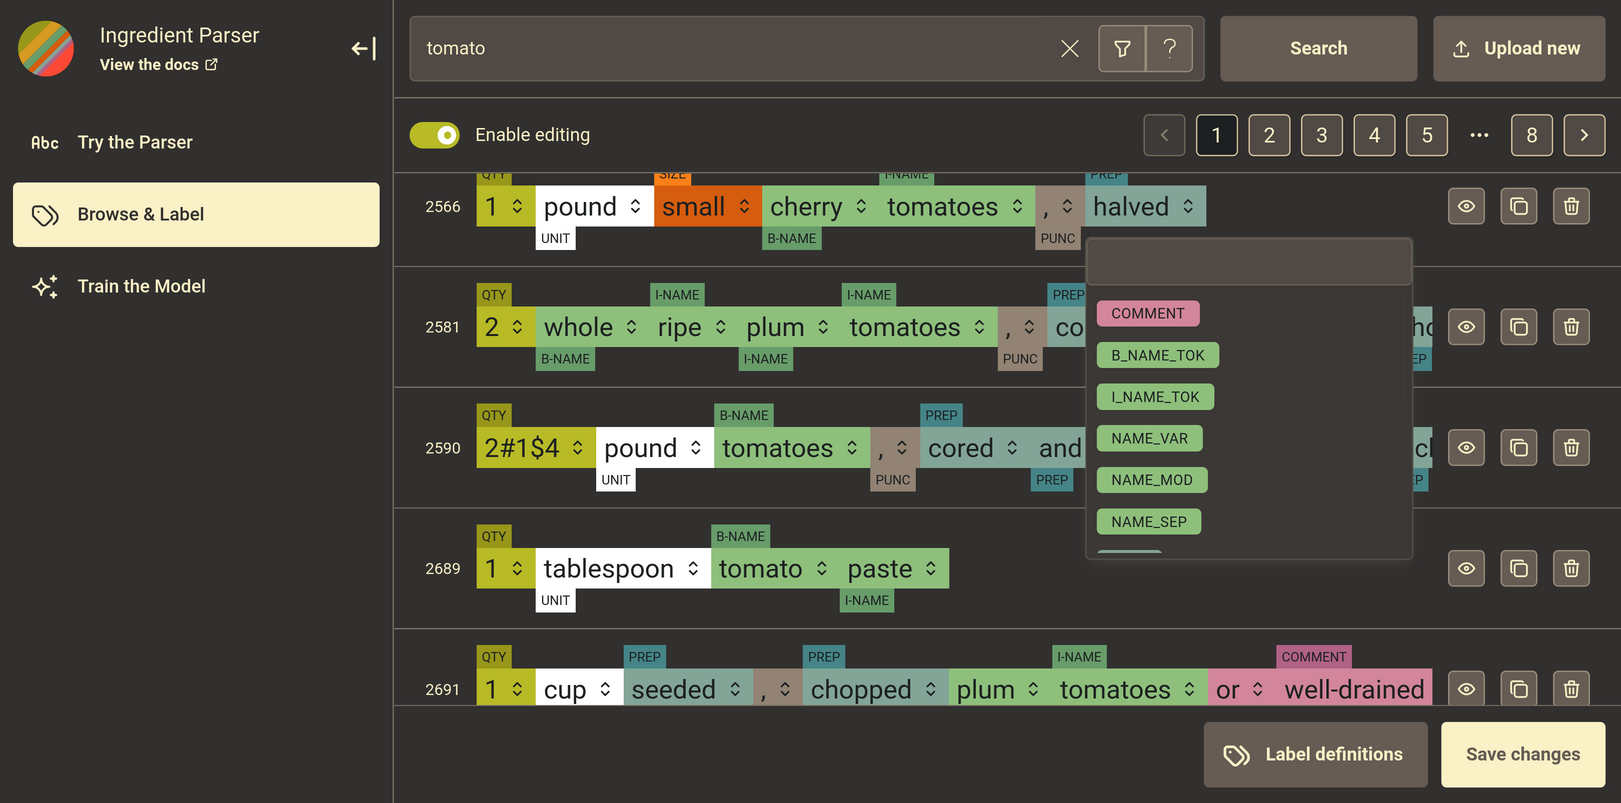 Ingredient Parser
View the docs
Abc Try the Parser
Browse & Label
Train the Model
tomato
?
Search
Upload new
Enable editing
1 2 3 4 5 ... 8
QTY SIZE I-NAME PREP
2566 1 pound small cherry tomatoes , halved
UNIT B-NAME PUNC
QTY I-NAME I-NAME PREP
2581 2 whole ripe plum tomatoes , co
B-NAME I-NAME PUNC EP
QTY B-NAME PREP
2590 2#1$4 pound tomatoes , cored and
UNIT PUNC PREP
COMMENT
B_NAME_TOK
I_NAME_TOK
NAME_VAR
NAME_MOD
NAME_SEP
QTY B-NAME
2689 1 tablespoon tomato paste
UNIT I-NAME
QTY PREP PREP I-NAME COMMENT
2691 1 cup seeded , chopped plum tomatoes or well-drained
Label definitions
Save changes